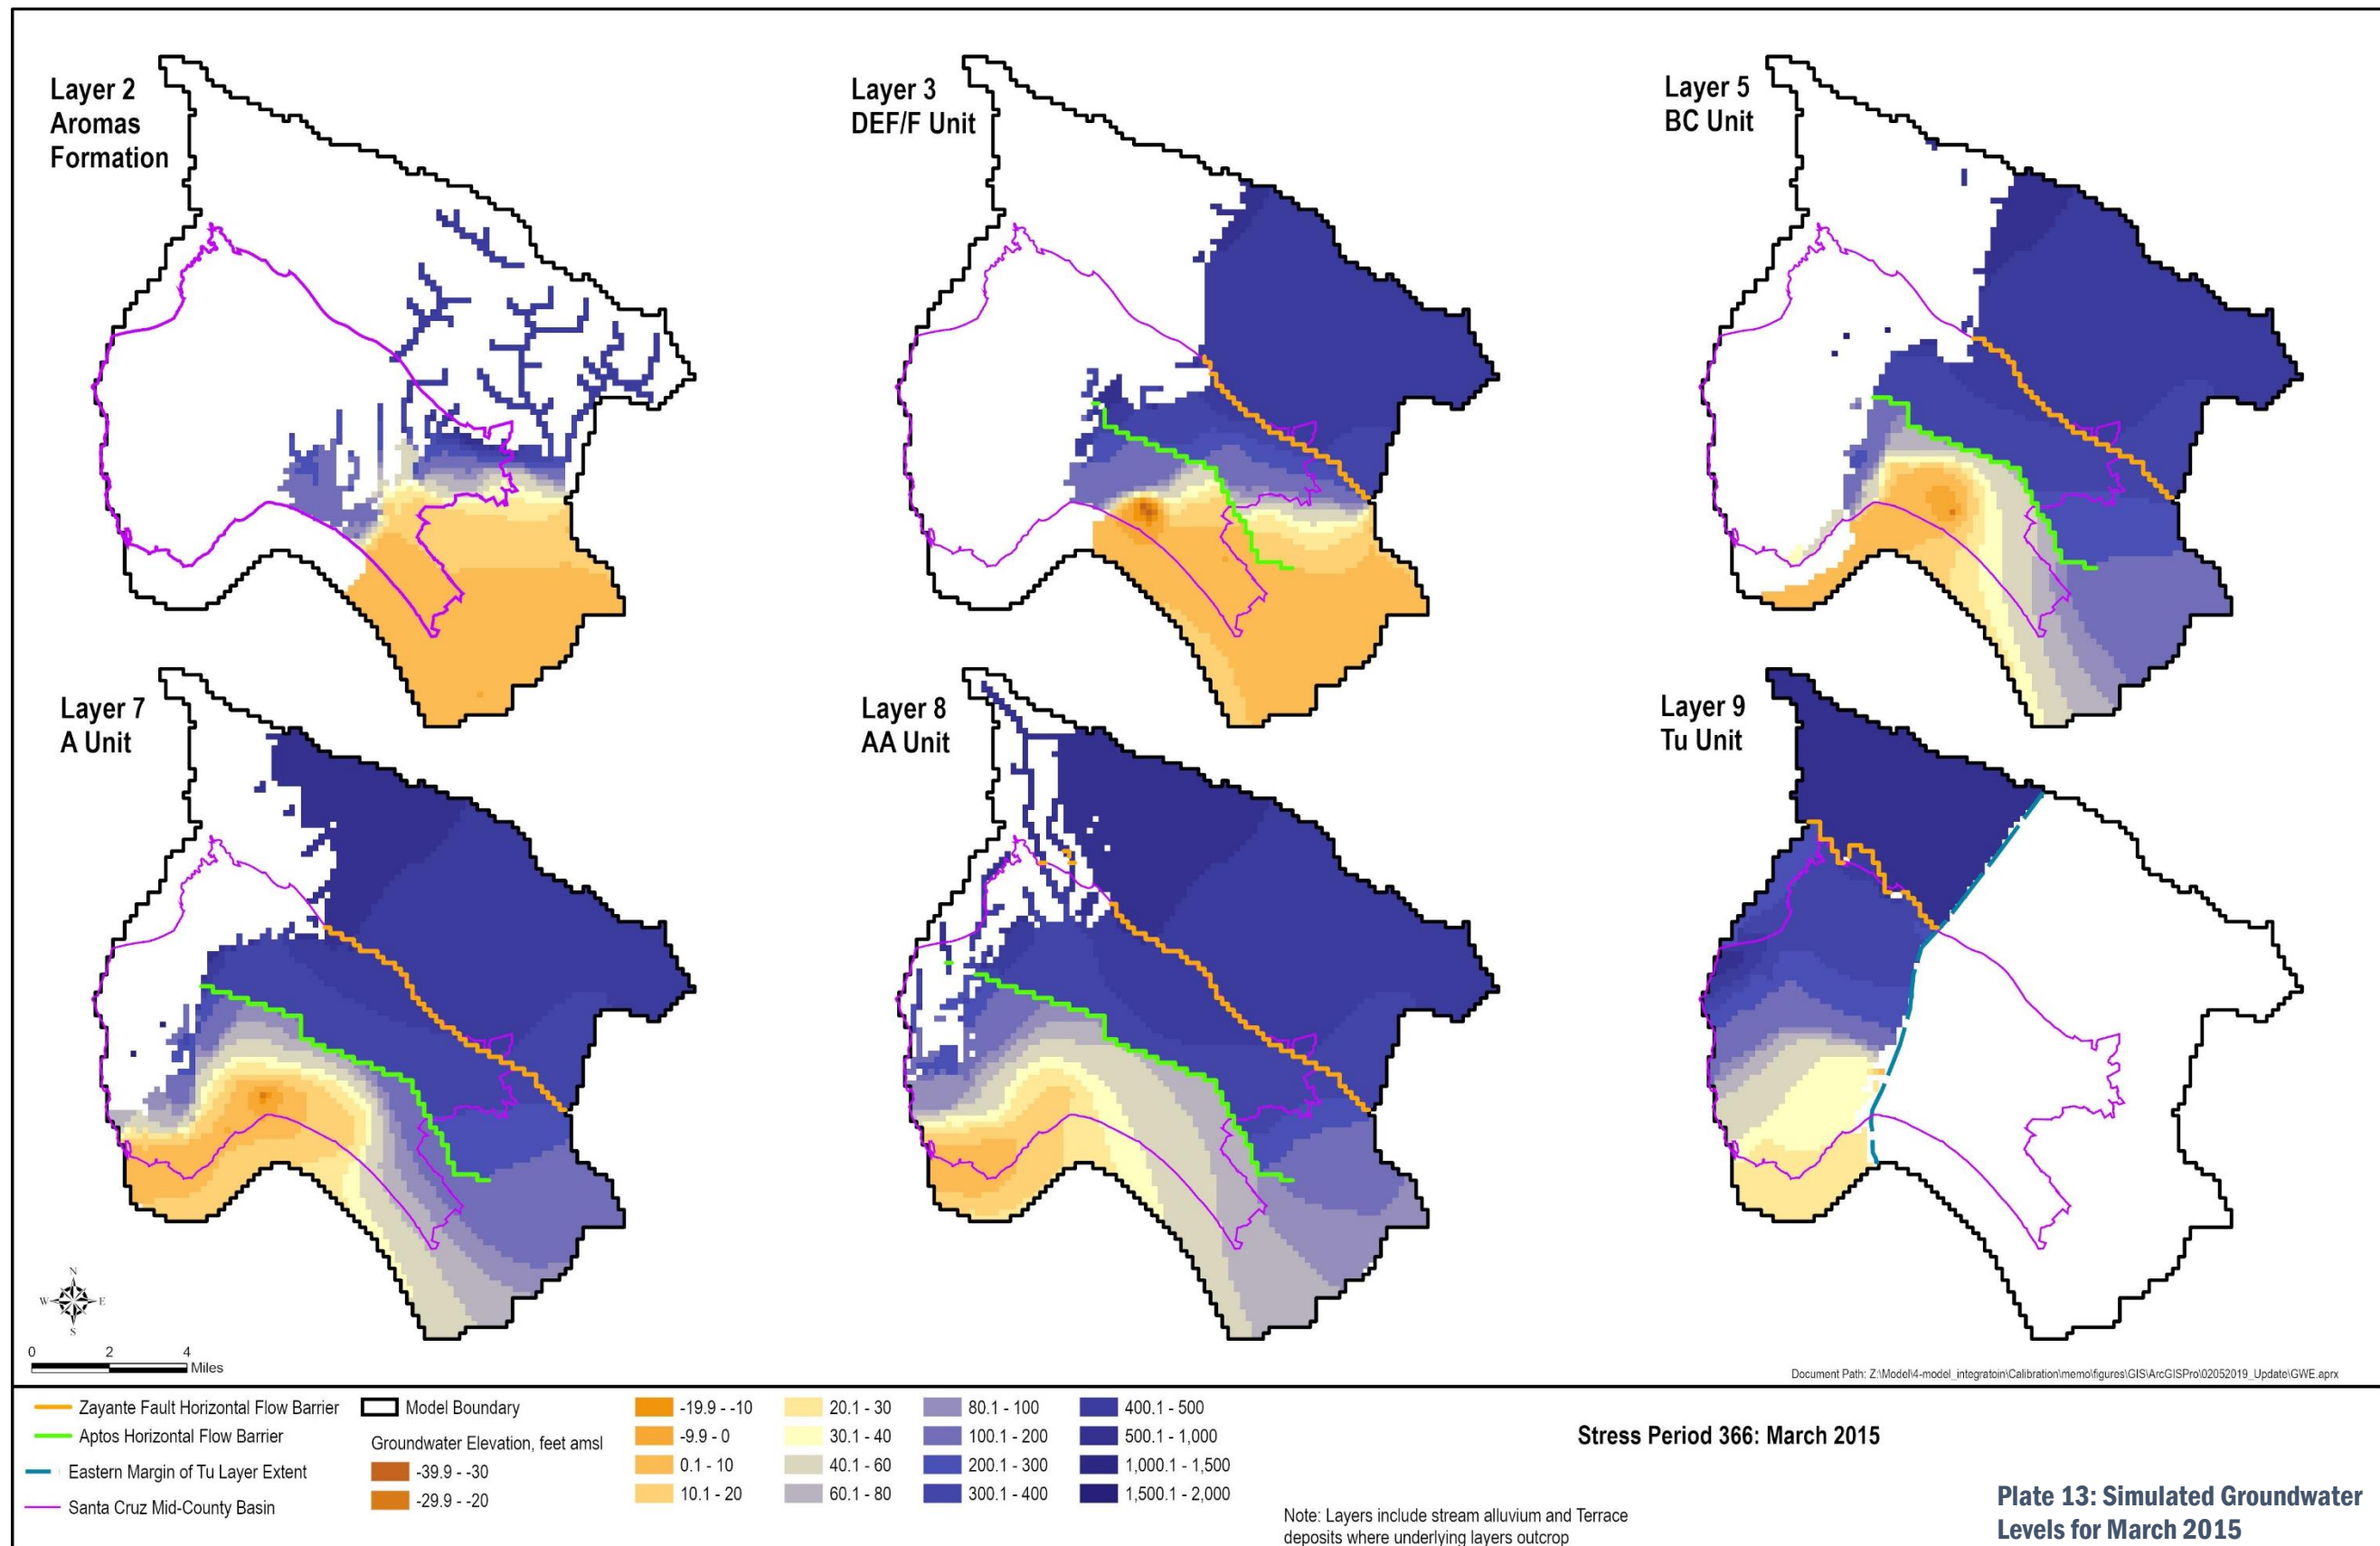 Layer 2
Aromas
Formation
Layer 3
DEF/F Unit
Layer 5
BC Unit
Layer 7
A Unit
Layer 8
AA Unit
Layer 9
Tu Unit
N
W E
S
0 2 4
Miles
Document Path: Z:\Model\4-model_integratoin\Calibration\memo\figures\GIS\ArcGISPro\02052019_Update\GWE.aprx
Zayante Fault Horizontal Flow Barrier
Aptos Horizontal Flow Barrier
Eastern Margin of Tu Layer Extent
Santa Cruz Mid-County Basin
Model Boundary
Groundwater Elevation, feet amsl
-39.9 - -30
-29.9 - -20
-19.9 - -10
-9.9 - 0
0.1 - 10
10.1 - 20
20.1 - 30
30.1 - 40
40.1 - 60
60.1 - 80
80.1 - 100
100.1 - 200
200.1 - 300
300.1 - 400
400.1 - 500
500.1 - 1,000
1,000.1 - 1,500
1,500.1 - 2,000
Stress Period 366: March 2015
Note: Layers include stream alluvium and Terrace
deposits where underlying layers outcrop
Plate 13: Simulated Groundwater
Levels for March 2015